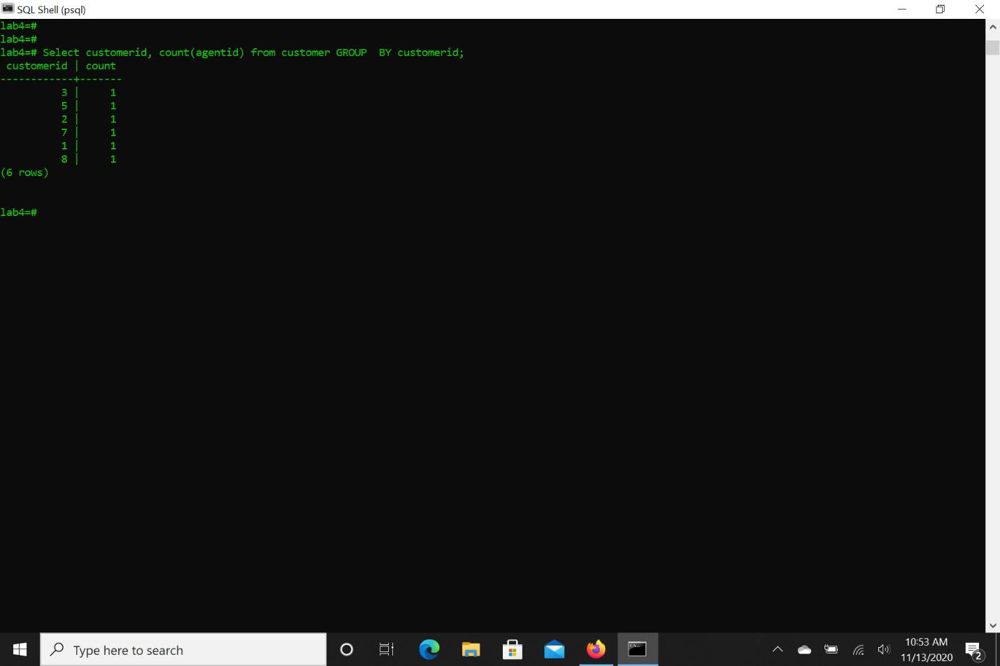 SQL Shell (psql)
lab4=#
lab4=#
lab4=# Select customerid, count(agentid) from customer GROUP  BY customerid;
 customerid | count
------------+-------
          3 |     1
          5 |     1
          2 |     1
          7 |     1
          1 |     1
          8 |     1
(6 rows)
lab4=#
Type here to search
10:53 AM
11/13/2020
2